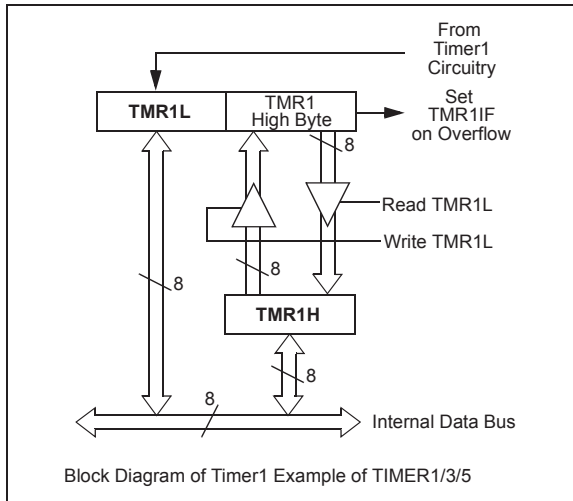 From
Timer1
Circuitry
TMR1L
TMR1
High Byte
Set
TMR1IF
on Overflow
8
Read TMR1L
Write TMR1L
8
8
TMR1H
8
8
Internal Data Bus
Block Diagram of Timer1 Example of TIMER1/3/5